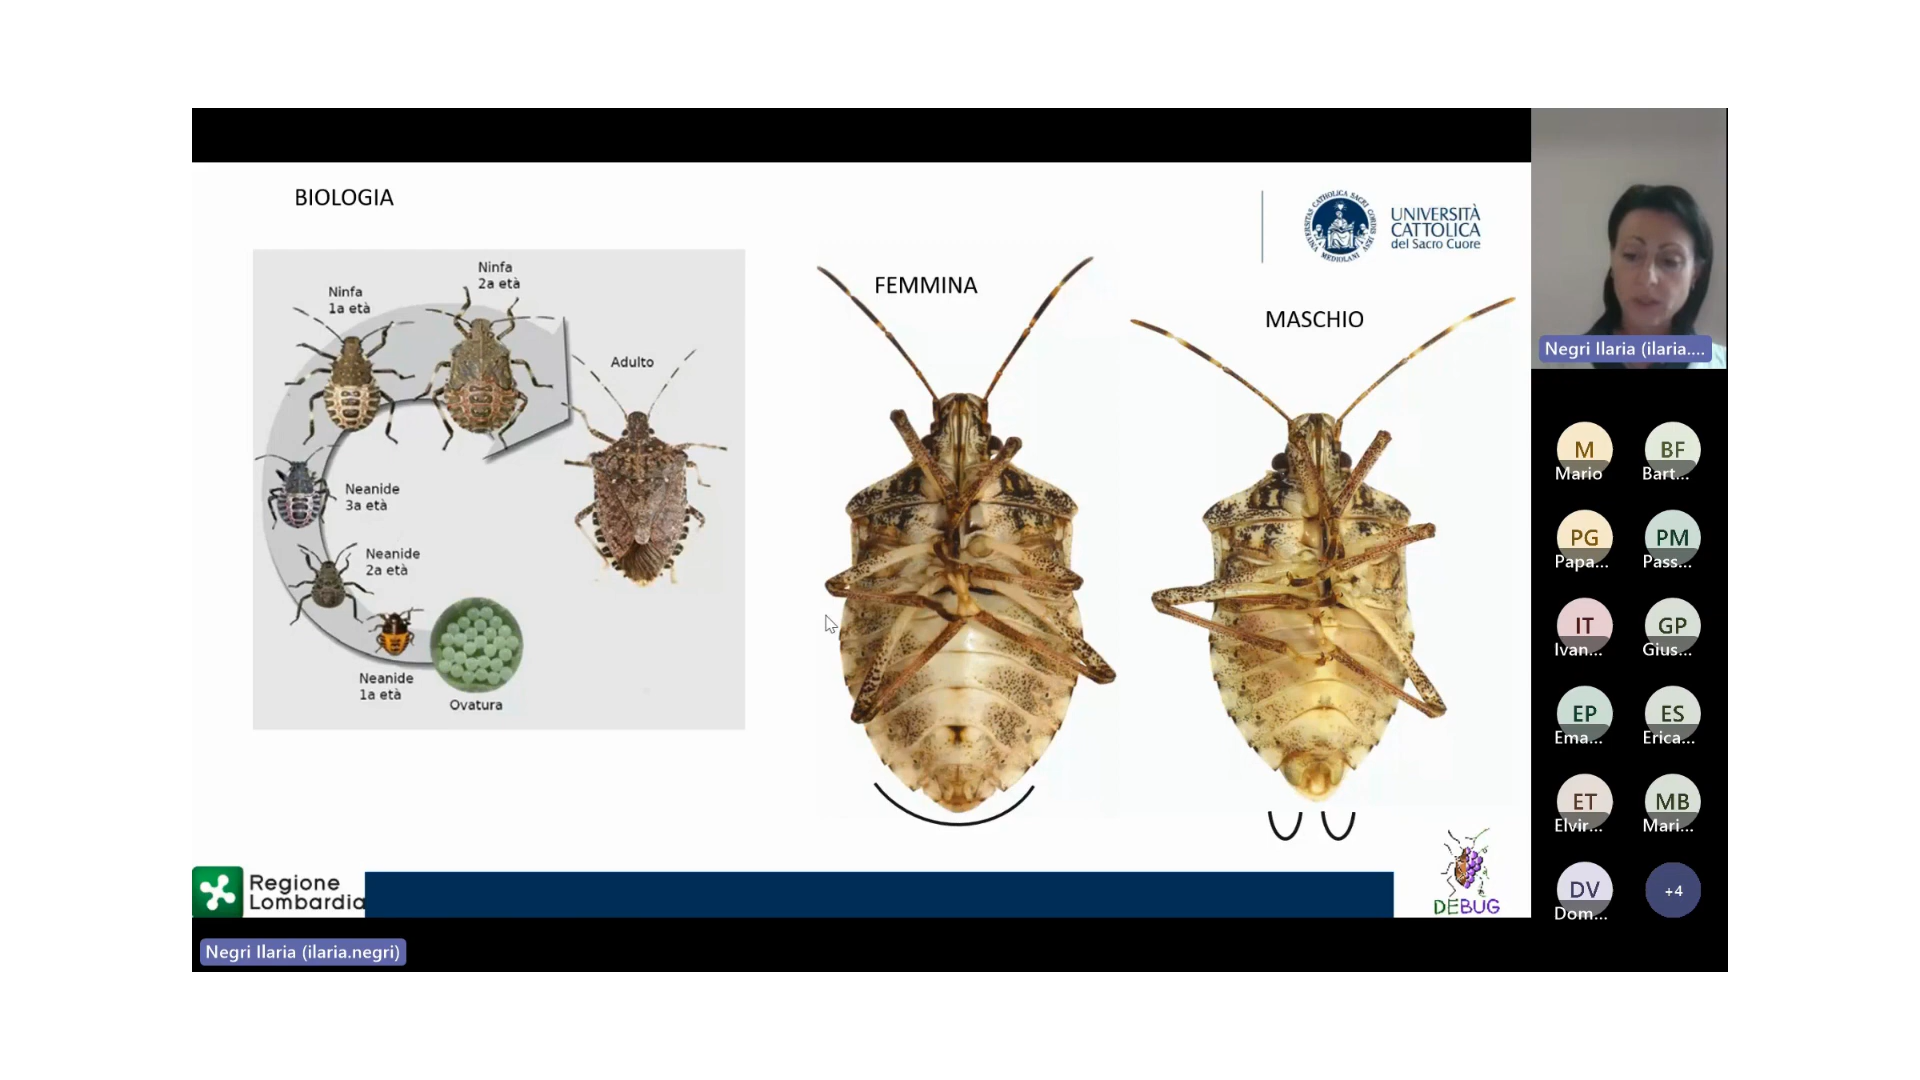 BIOLOGIA
UNIVERSITÀ
CATTOLICA
del Sacro Cuore
Ninfa
1a età
Ninfa
2a età
Adulto
Neanide
3a età
Neanide
2a età
Neanide
1a età
Ovatura
FEMMINA
MASCHIO
Regione
Lombardia
DEBUG
Negri Ilaria (ilaria.negri)
Negri Ilaria (ilaria....
M
Mario
BF
Bart...
PG
Papa...
PM
Pass...
IT
Ivan...
GP
Gius...
EP
Ema...
ES
Erica...
ET
Elvir...
MB
Mari...
DV
Dom...
+4